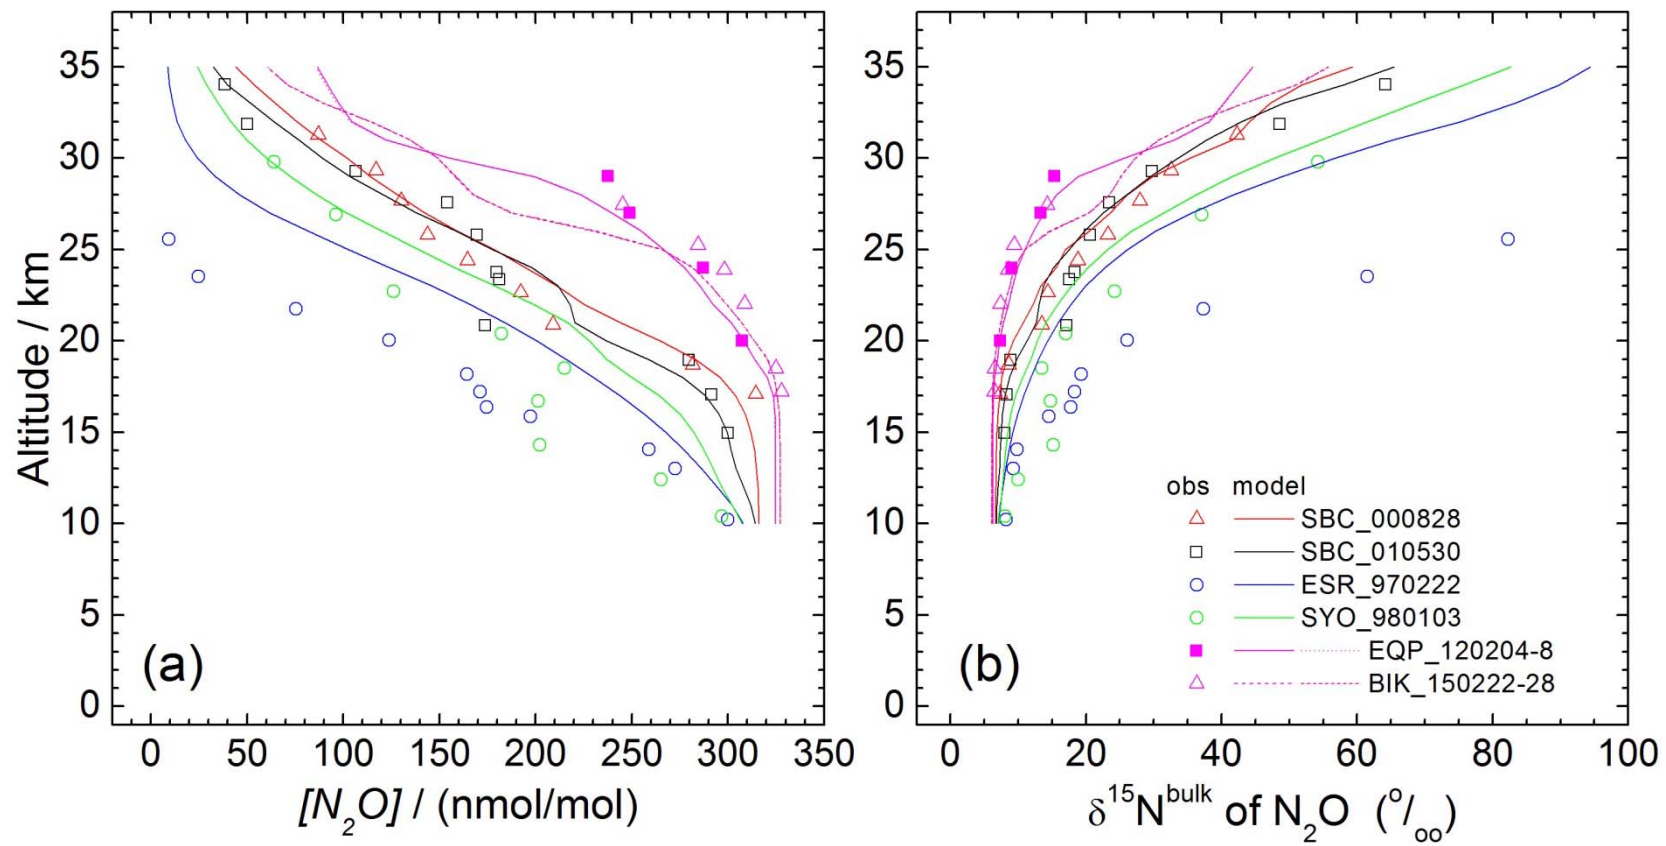 Altitude / km
35
30
25
20
15
10
5
0
(a)
0 50 100 150 200 250 300 350
[N2O] / (nmol/mol)
35
30
25
20
15
10
5
0
(b)
obs model
SBC_000828
SBC_010530
ESR_970222
SYO_980103
EQP_120204-8
BIK_150222-28
0 20 40 60 80 100
δ15Nbulk of N2O (o/oo)